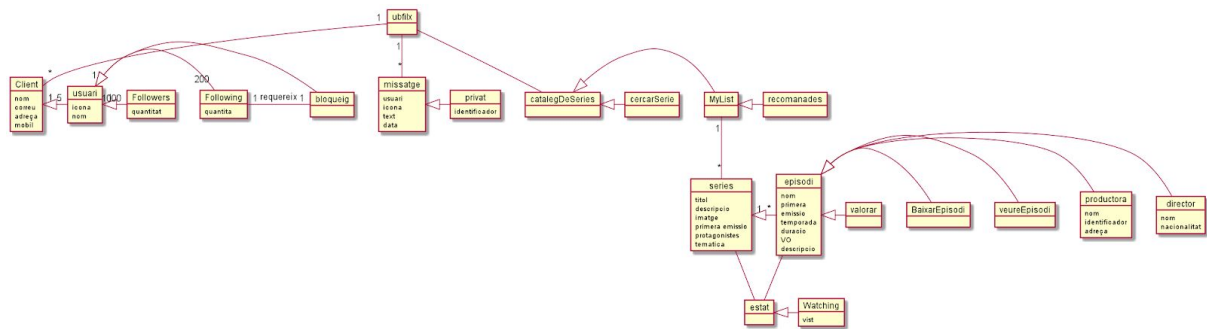 ubfilx
1
1
*
*
Client
nom
correu
adreça
mobil
1..5
usuari
icona
nom
1
1000
Followers
quantitat
200
Following
quantita
1 requereix 1
bloqueig
missatge
usuari
icona
text
data
privat
identificador
catalegDeSeries
cercarSerie
MyList
recomanades
1
*
series
titol
descripcio
imatge
primera emissio
protagonistes
tematica
1
*
episodi
nom
primera
emissio
temporada
duracio
VO
descripcio
valorar
BaixarEpisodi
veureEpisodi
productora
nom
identificador
adreça
director
nom
nacionalitat
estat
Watching
vist